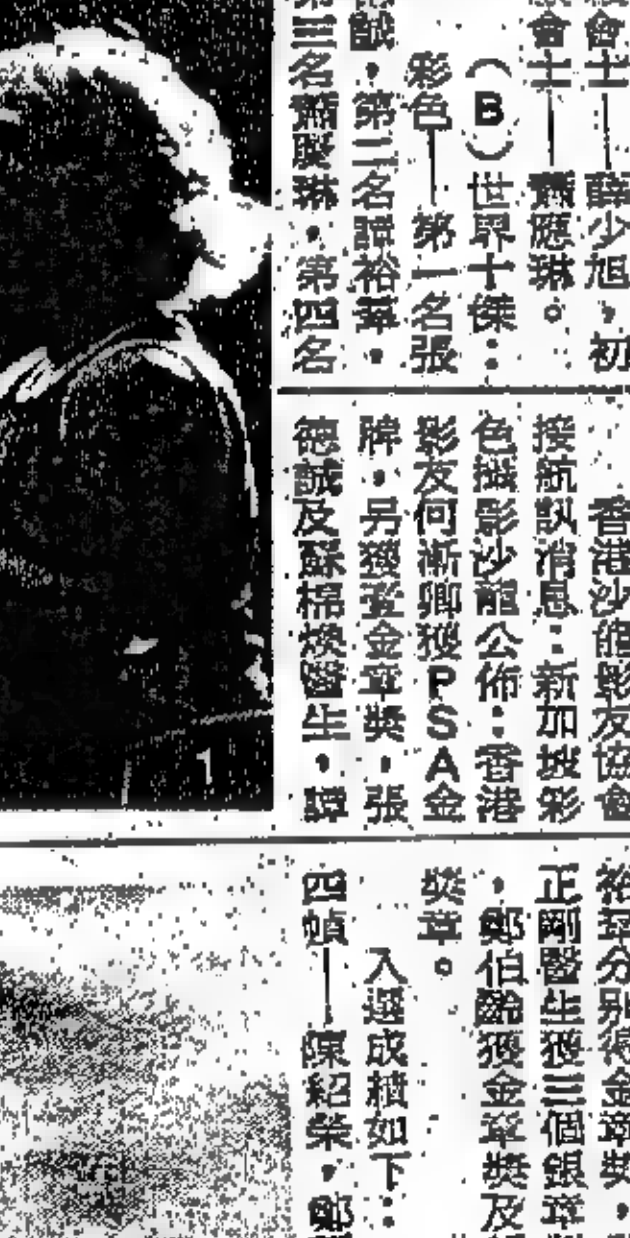 會士——薛少旭，初
會士——蕭應琳。
（B）世界十傑：
彩色——第一名張
誠，第二名譚裕華，
第三名蕭應琳，第四名
香港沙龍影友協會
接航訊消息：新加坡彩
色攝影沙龍公佈：香港
影友何漸卿獲PSA金
牌，另獲金章獎，張
德誠及蘇棉煥醫生，譚
裕華分別得金章獎，
正剛醫生獲三個銀章
，鄭伯齡獲金章獎及
獎章。
入選成績如下：
四幀——陳紹榮，鄭
1